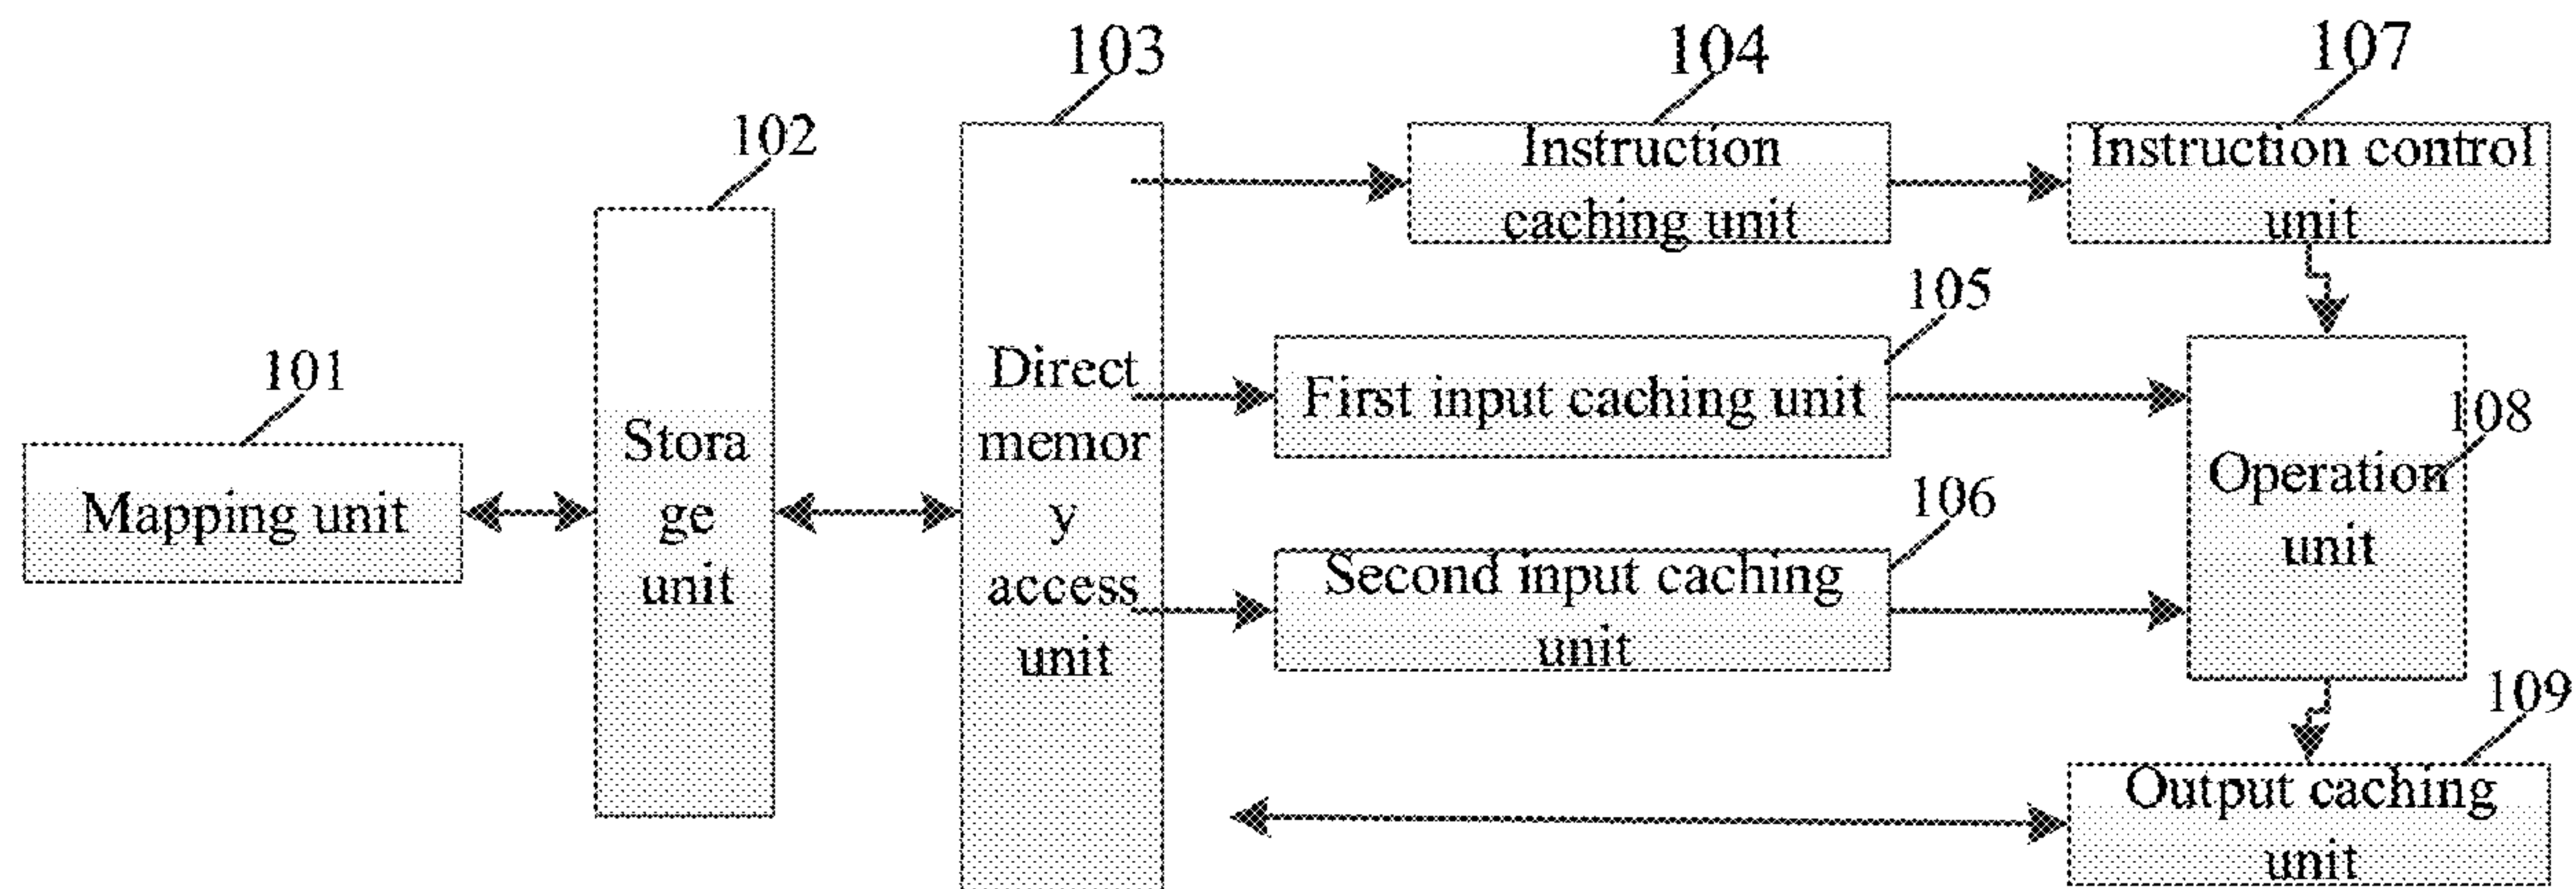 103
104
107
102
Instruction
caching unit
Instruction control
unit
105
101
Direct
memor
y
access
unit
First input caching unit
108
Stora
ge
unit
Mapping unit
Operation
unit
106
Second input caching
unit
109
Output caching
unit